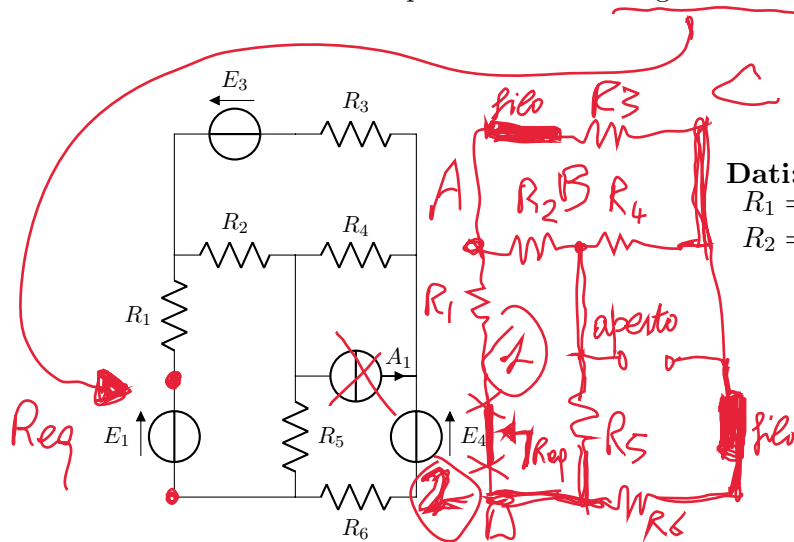 E3
R3
filo
R3
C
A
R2
B
R4
Datis
R1 =
R2 =
R2
R4
R1
R1
1
aperto
A1
Req
E1
R5
E4
2
Req
R5
filo
R6
D
R6